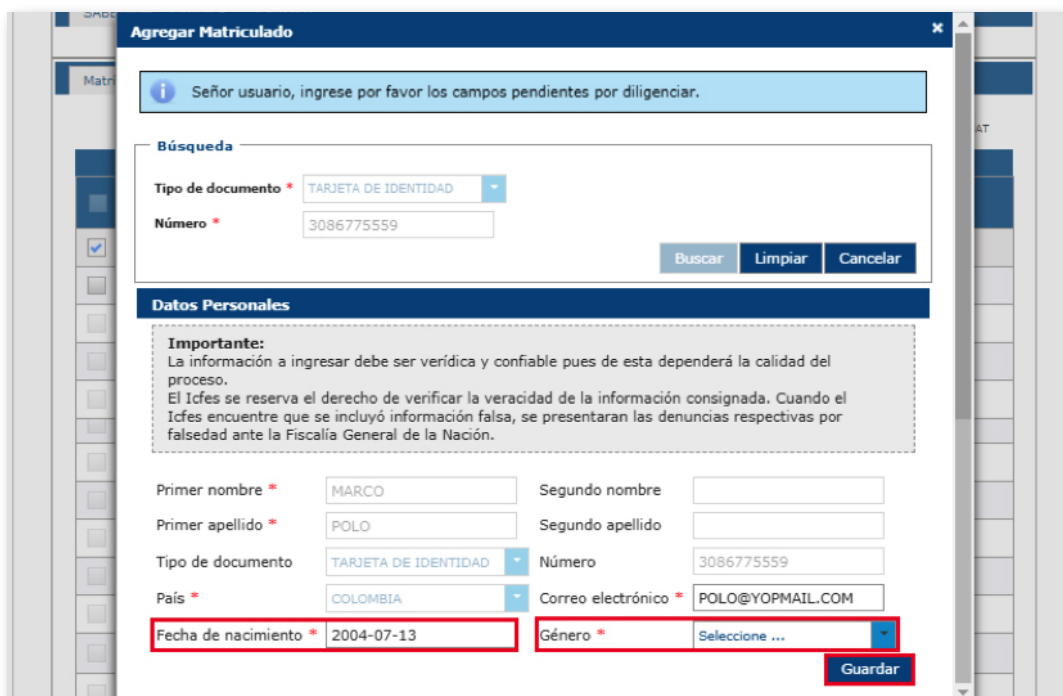 Agregar Matriculado
Matrí
AT
Señor usuario, ingrese por favor los campos pendientes por diligenciar.
Búsqueda
Tipo de documento * TARJETA DE IDENTIDAD
Número * 3086775559
Buscar Limpiar Cancelar
Datos Personales
Importante:
La información a ingresar debe ser verídica y confiable pues de esta dependerá la calidad del
proceso.
El Icfes se reserva el derecho de verificar la veracidad de la información consignada. Cuando el
Icfes encuentre que se incluyó información falsa, se presentaran las denuncias respectivas por
falsedad ante la Fiscalía General de la Nación.
Primer nombre * MARCO Segundo nombre
Primer apellido * POLO Segundo apellido
Tipo de documento TARJETA DE IDENTIDAD Número 3086775559
País * COLOMBIA Correo electrónico * POLO@YOPMAIL.COM
Fecha de nacimiento * 2004-07-13 Género * Seleccione ...
Guardar